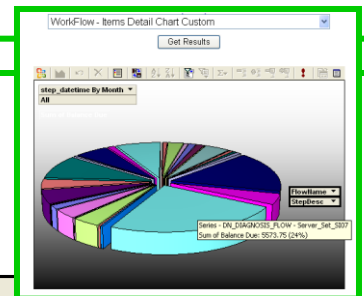 WorkFlow - Items Detail Chart Custom
Get Results
step_datetime By Month
All
FlowName
StepDesc
Series - DN_DIAGNOSIS_FLOW - Server_Set_SI07
Sum of Balance Due: 5573.75 (24%)